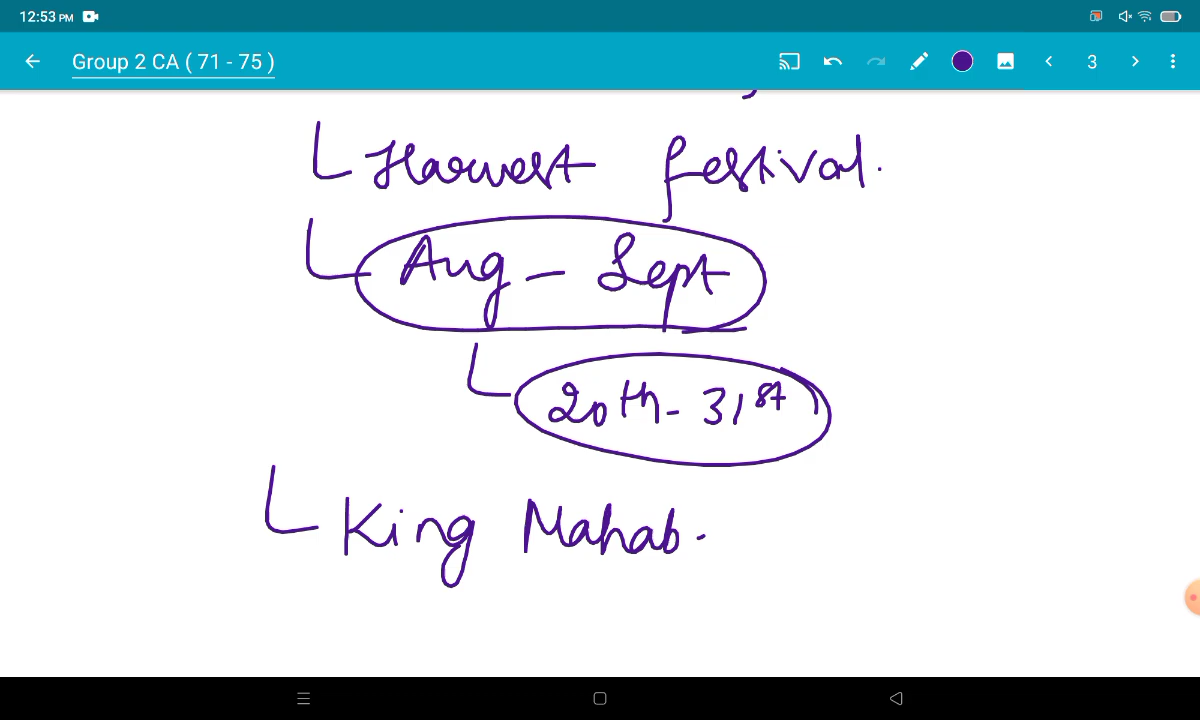 12:53 PM
Group 2 CA ( 71 - 75 )
3
Harvest festival.
Aug - Sept
20th - 31st
King Mahab.